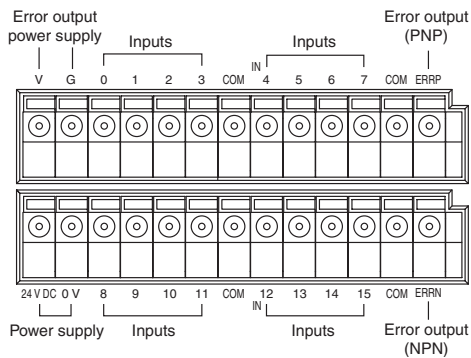 Error output
power supply
Inputs
Inputs
Error output
(PNP)
V G 0 1 2 3 COM IN 4 5 6 7 COM ERRP
24 V DC 0 V 8 9 10 11 COM IN 12 13 14 15 COM ERRN
Power supply
Inputs
Inputs
Error output
(NPN)